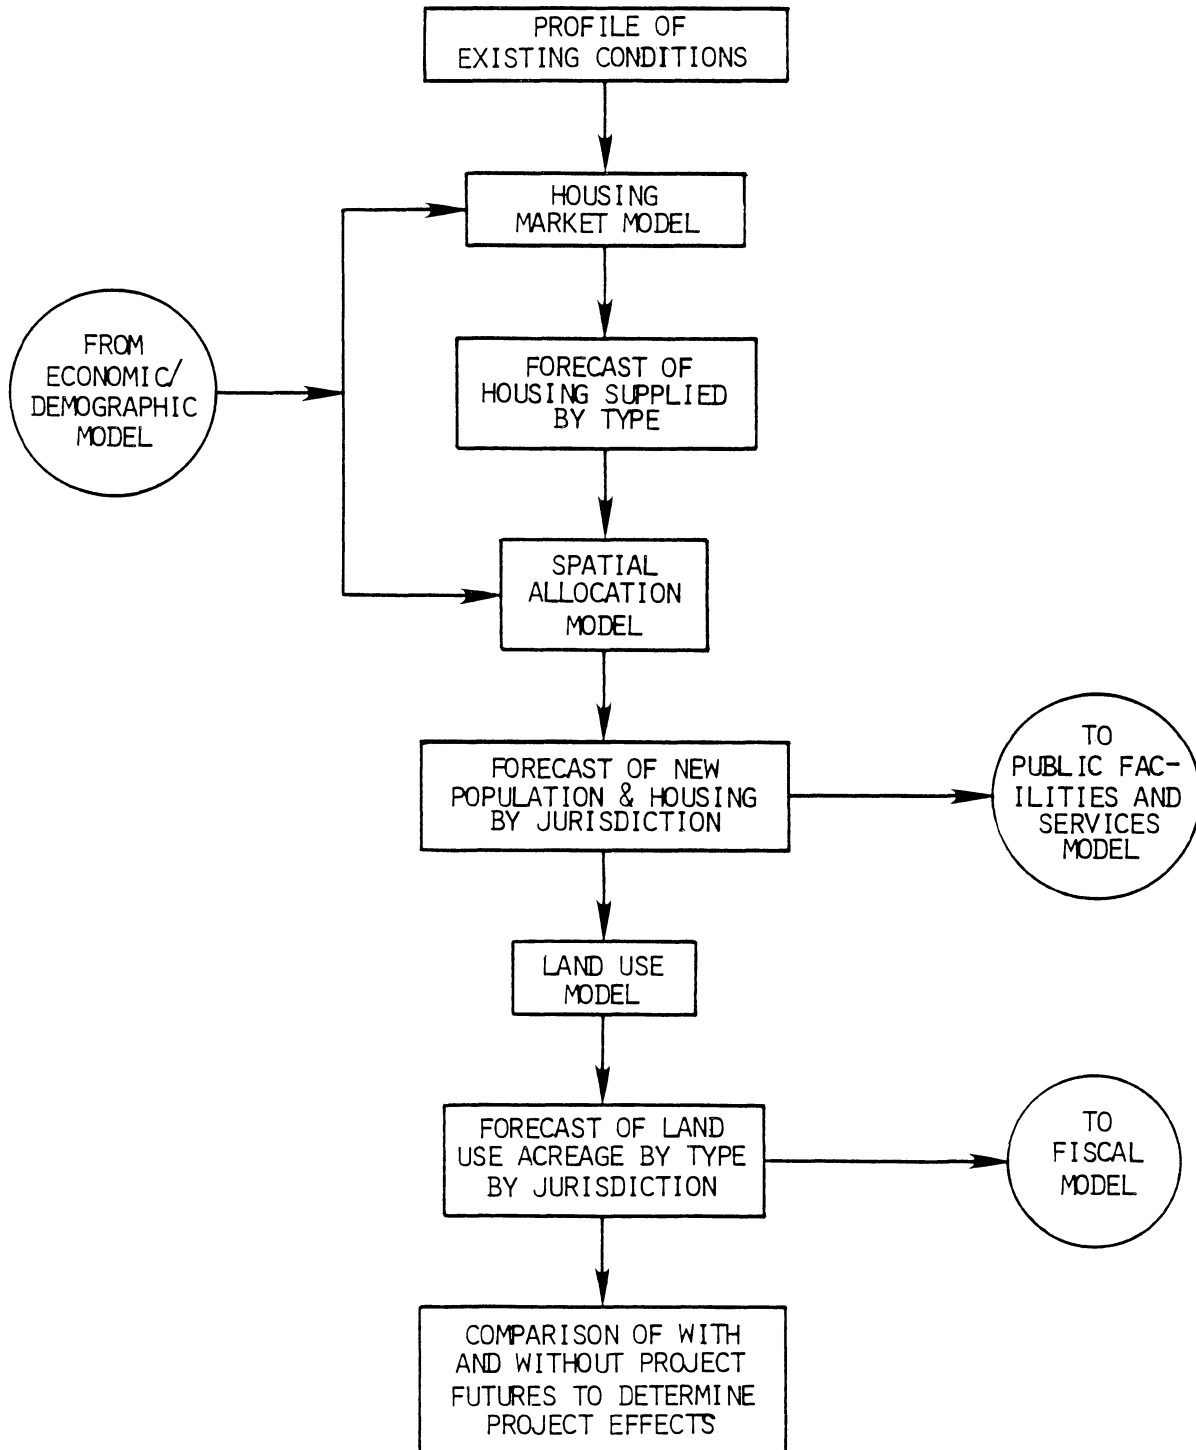 PROFILE OF
EXISTING CONDITIONS
HOUSING
MARKET MODEL
FROM
ECONOMIC/
DEMOGRAPHIC
MODEL
FORECAST OF
HOUSING SUPPLIED
BY TYPE
SPATIAL
ALLOCATION
MODEL
FORECAST OF NEW
POPULATION & HOUSING
BY JURISDICTION
TO
PUBLIC FAC-
ILITIES AND
SERVICES
MODEL
LAND USE
MODEL
FORECAST OF LAND
USE ACREAGE BY TYPE
BY JURISDICTION
TO
FISCAL
MODEL
COMPARISON OF WITH
AND WITHOUT PROJECT
FUTURES TO DETERMINE
PROJECT EFFECTS